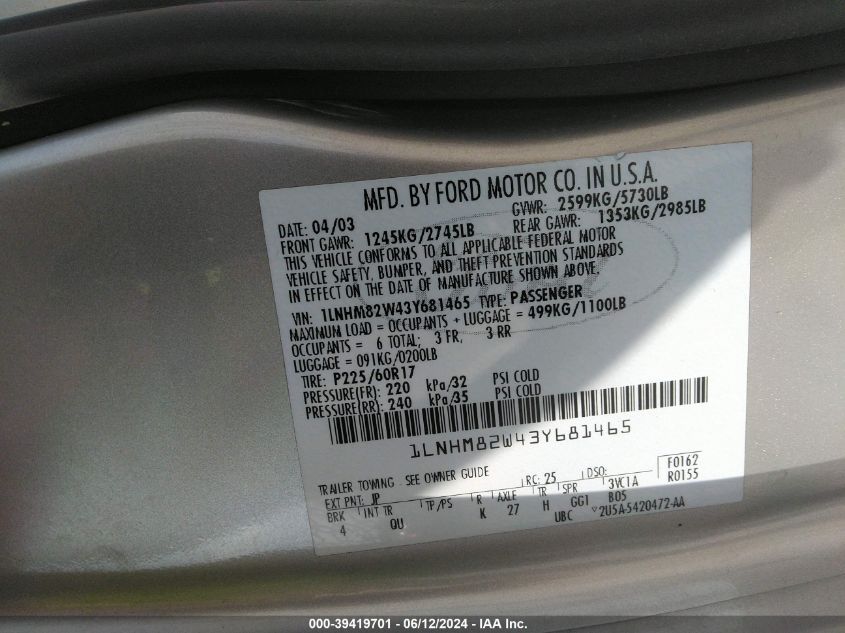 MFD. BY FORD MOTOR CO. IN U.S.A.
DATE: 04/03 GVWR: 2599KG/5730LB
FRONT GAWR: 1245KG/2745LB REAR GAWR: 1353KG/2985LB
THIS VEHICLE CONFORMS TO ALL APPLICABLE FEDERAL MOTOR
VEHICLE SAFETY, BUMPER, AND THEFT PREVENTION STANDARDS
IN EFFECT ON THE DATE OF MANUFACTURE SHOWN ABOVE.
VIN: 1LNHM82W43Y681465 TYPE: PASSENGER
MAXIMUM LOAD = OCCUPANTS + LUGGAGE = 499KG/1100LB
OCCUPANTS = 6 TOTAL; 3 FR, 3 RR
LUGGAGE = 091KG/0200LB
TIRE: P225/60R17
PRESSURE(FR): 220 kPa/32 PSI COLD
PRESSURE(RR): 240 kPa/35 PSI COLD
1LNHM82W43Y681465
TRAILER TOWING SEE OWNER GUIDE
EXT PNT: JP RC: 25 DSO: F0162
BRK INT TR TP/PS R AXLE TR SPR 3VC1A R0155
4 QU K 27 H GG1 B05
UBC ▽2U5A-5420472-AA
000-39419701 - 06/12/2024 - IAA Inc.